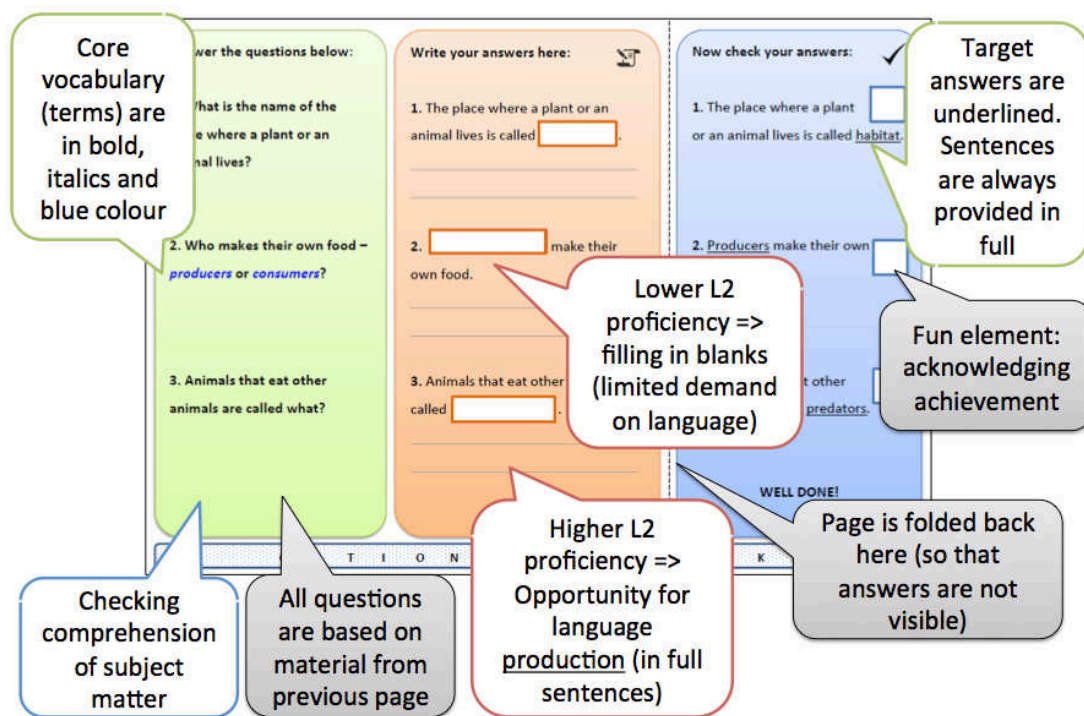 Core
vocabulary
(terms) are
in bold,
italics and
blue colour
the questions below:
What is the name of the
where a plant or an
lives?
2. Who makes their own food –
producers or consumers?
3. Animals that eat other
animals are called what?
Write your answers here:
1. The place where a plant or an
animal lives is called .
2. make their
own food.
3. Animals that eat other
called .
Now check your answers:
1. The place where a plant
or an animal lives is called habitat.
2. Producers make their own
other
predators.
WELL DONE!
Target
answers are
underlined.
Sentences
are always
provided in
full
Lower L2
proficiency =>
filling in blanks
(limited demand
on language)
Fun element:
acknowledging
achievement
T I O N K
Checking
comprehension
of subject
matter
All questions
are based on
material from
previous page
Higher L2
proficiency =>
Opportunity for
language
production (in full
sentences)
Page is folded back
here (so that
answers are not
visible)